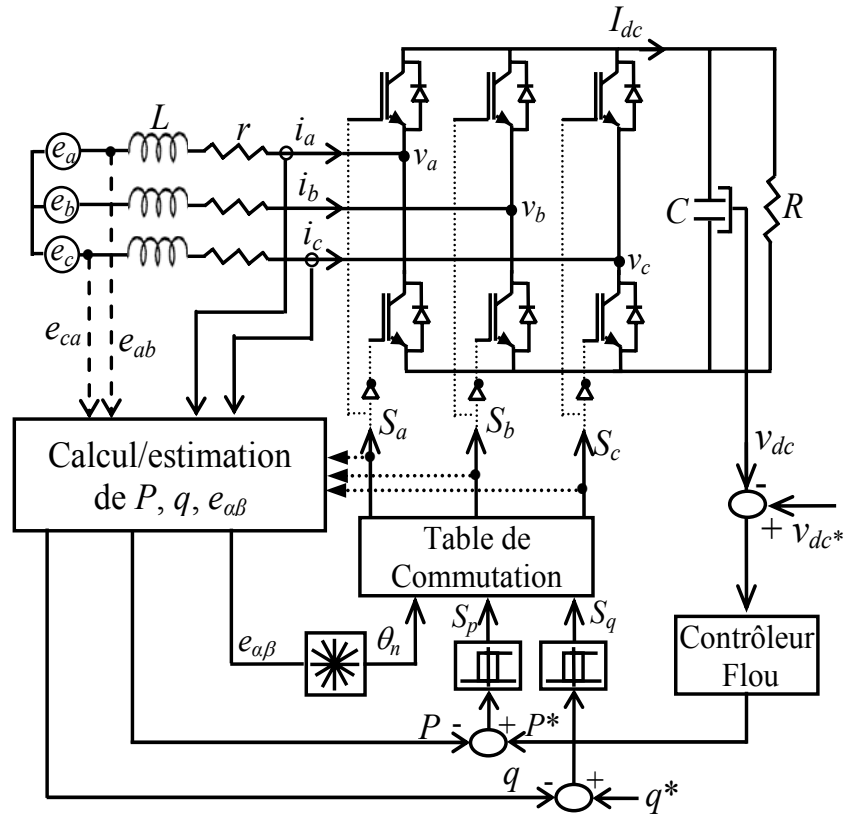 I_dc
L
r
i_a
e_a
v_a
i_b
e_b
v_b
C
R
i_c
e_c
v_c
e_ca
e_ab
S_a
S_b
S_c
v_dc
Calcul/estimation
de P, q, e_αβ
-
+
v_dc*
Table de
Commutation
S_p
S_q
e_αβ
θ_n
Contrôleur
Flou
P
-
+
P*
q
-
+
q*